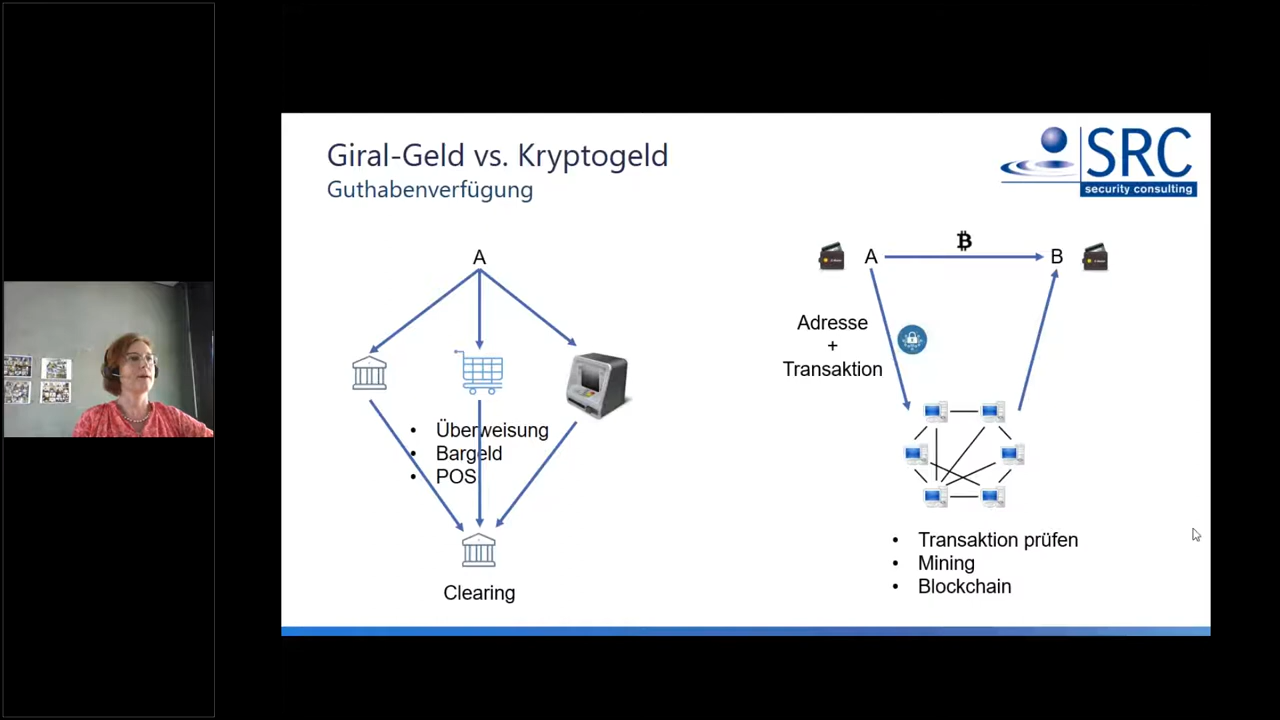 Giral-Geld vs. Kryptogeld
Guthabenverfügung
SRC
security consulting
A
• Überweisung
• Bargeld
• POS
Clearing
₿
A
B
Adresse
+
Transaktion
• Transaktion prüfen
• Mining
• Blockchain